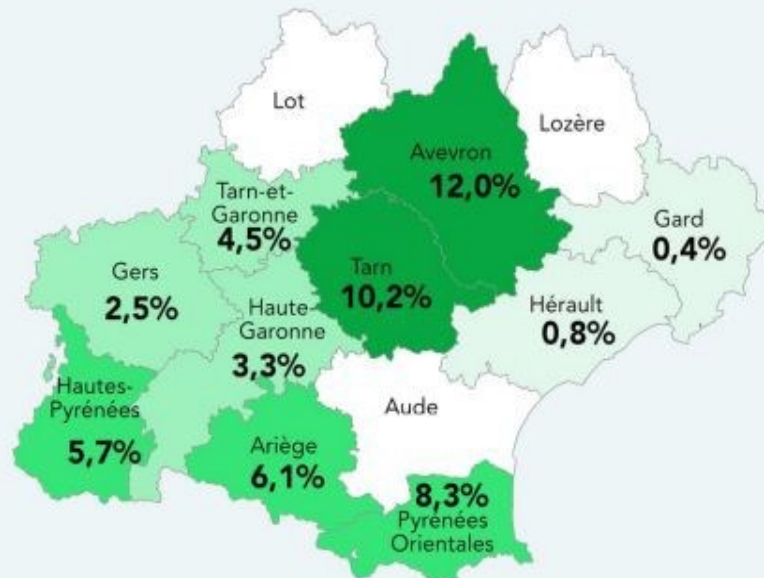 Lot
Lozère
Avevron
12,0%
Tarn-et-
Garonne
4,5%
Gard
0,4%
Gers
2,5%
Tarn
10,2%
Haute-
Garonne
3,3%
Hérault
0,8%
Hautes-
Pyrénées
5,7%
Aude
Ariège
6,1%
8,3%
Pyrénées
Orientales